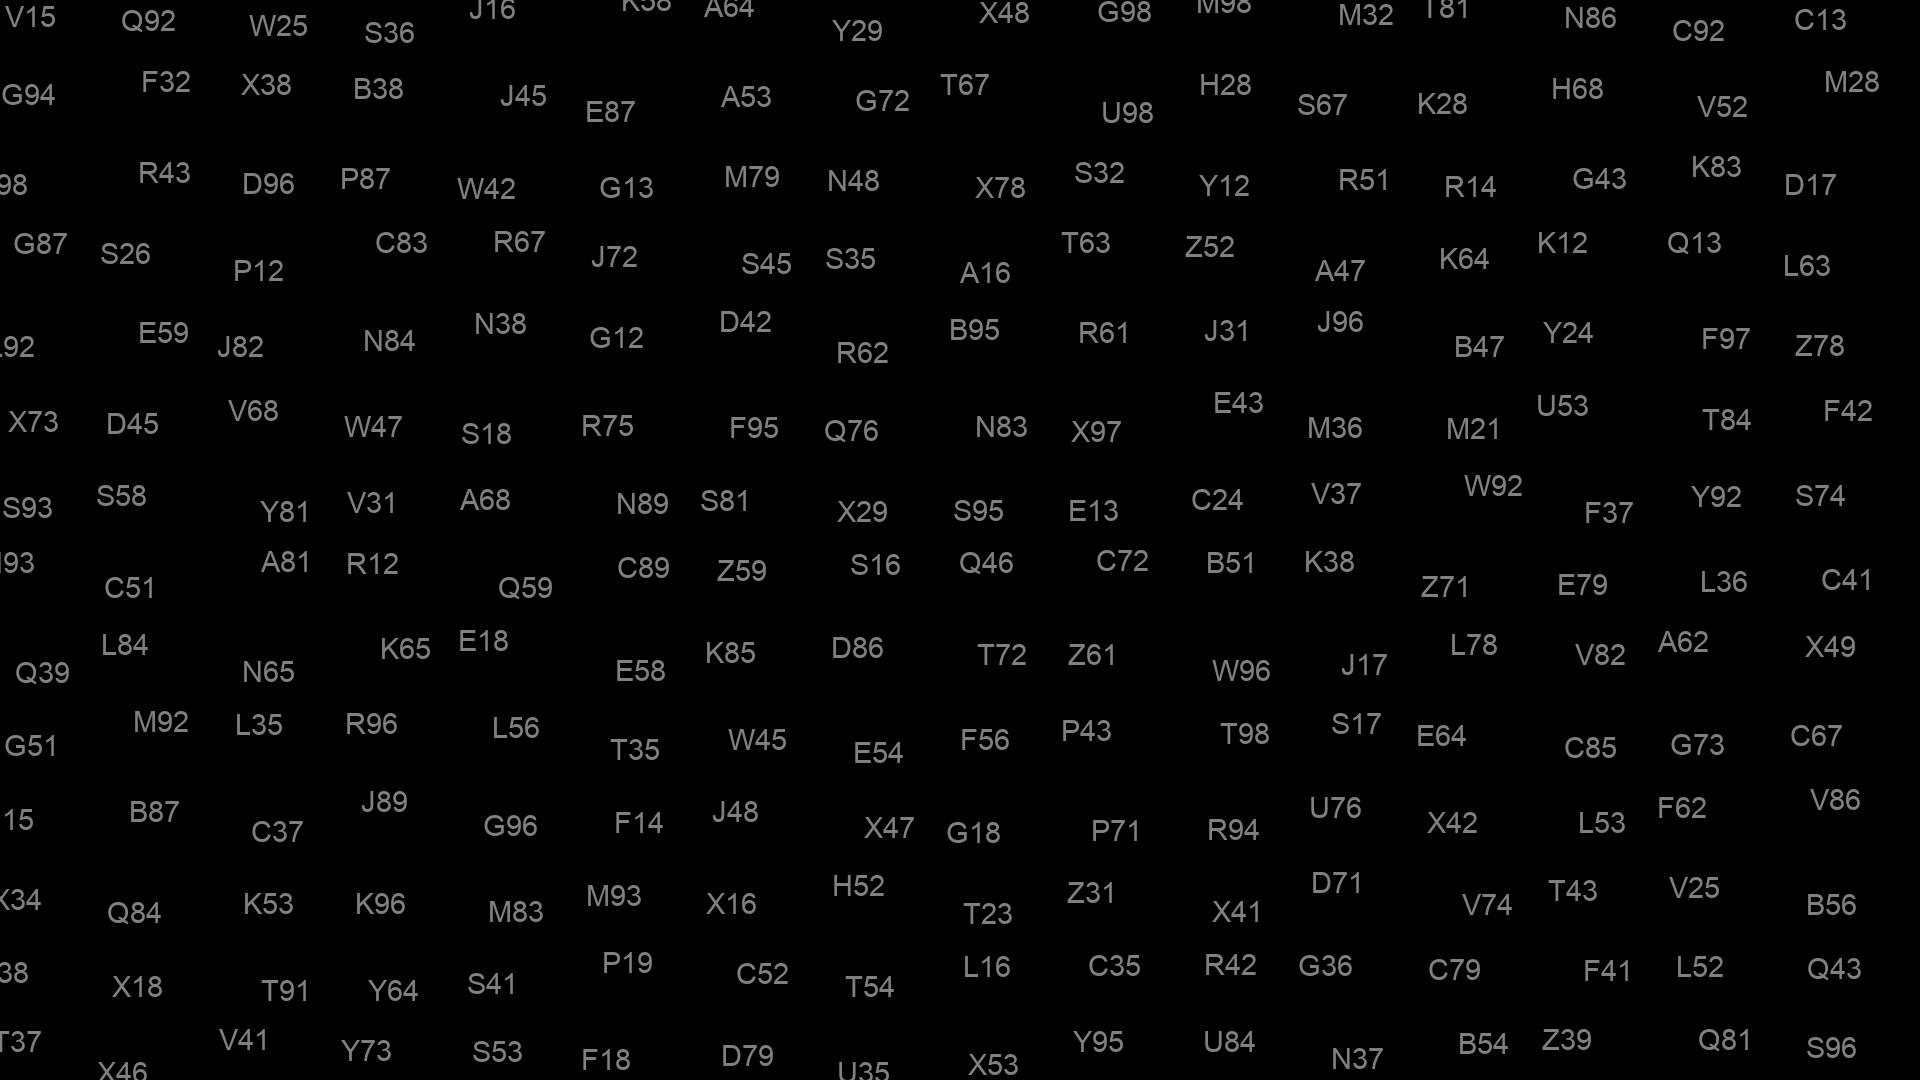 V15 Q92 W25 S36 J16 K58 A64 Y29 X48 G98 M98 M32 T81 N86 C92 C13
G94 F32 X38 B38 J45 E87 A53 G72 T67 U98 H28 S67 K28 H68 V52 M28
98 R43 D96 P87 W42 G13 M79 N48 X78 S32 Y12 R51 R14 G43 K83 D17
G87 S26 P12 C83 R67 J72 S45 S35 A16 T63 Z52 A47 K64 K12 Q13 L63
92 E59 J82 N84 N38 G12 D42 R62 B95 R61 J31 J96 B47 Y24 F97 Z78
X73 D45 V68 W47 S18 R75 F95 Q76 N83 X97 E43 M36 M21 U53 T84 F42
S93 S58 Y81 V31 A68 N89 S81 X29 S95 E13 C24 V37 W92 F37 Y92 S74
93 C51 A81 R12 Q59 C89 Z59 S16 Q46 C72 B51 K38 Z71 E79 L36 C41
Q39 L84 N65 K65 E18 E58 K85 D86 T72 Z61 W96 J17 L78 V82 A62 X49
G51 M92 L35 R96 L56 T35 W45 E54 F56 P43 T98 S17 E64 C85 G73 C67
15 B87 C37 J89 G96 F14 J48 X47 G18 P71 R94 U76 X42 L53 F62 V86
34 Q84 K53 K96 M83 M93 X16 H52 T23 Z31 X41 D71 V74 T43 V25 B56
38 X18 T91 Y64 S41 P19 C52 T54 L16 C35 R42 G36 C79 F41 L52 Q43
T37 X46 V41 Y73 S53 F18 D79 U35 X53 Y95 U84 N37 B54 Z39 Q81 S96